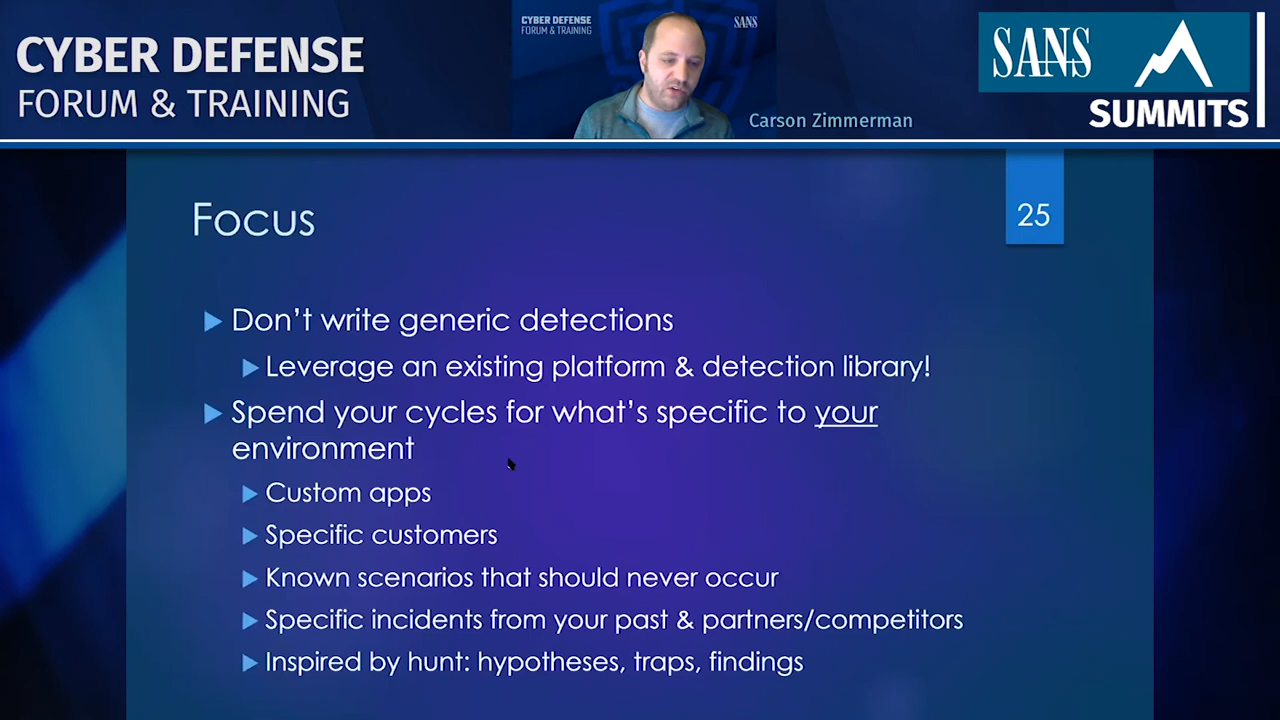 CYBER DEFENSE
FORUM & TRAINING
CYBER DEFENSE
FORUM & TRAINING
SANS
Carson Zimmerman
SANS
SUMMITS
Focus
25
Don't write generic detections
Leverage an existing platform & detection library!
Spend your cycles for what's specific to your
environment
Custom apps
Specific customers
Known scenarios that should never occur
Specific incidents from your past & partners/competitors
Inspired by hunt: hypotheses, traps, findings